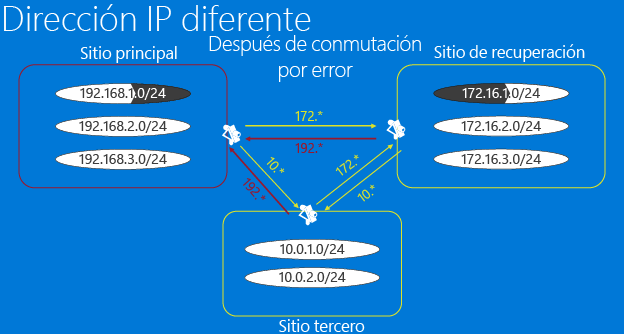 Dirección IP diferente
Después de conmutación
por error
Sitio principal
192.168.1.0/24
192.168.2.0/24
192.168.3.0/24
Sitio de recuperación
172.16.1.0/24
172.16.2.0/24
172.16.3.0/24
172.*
192.*
10.*
192.*
172.*
10.*
10.0.1.0/24
10.0.2.0/24
Sitio tercero